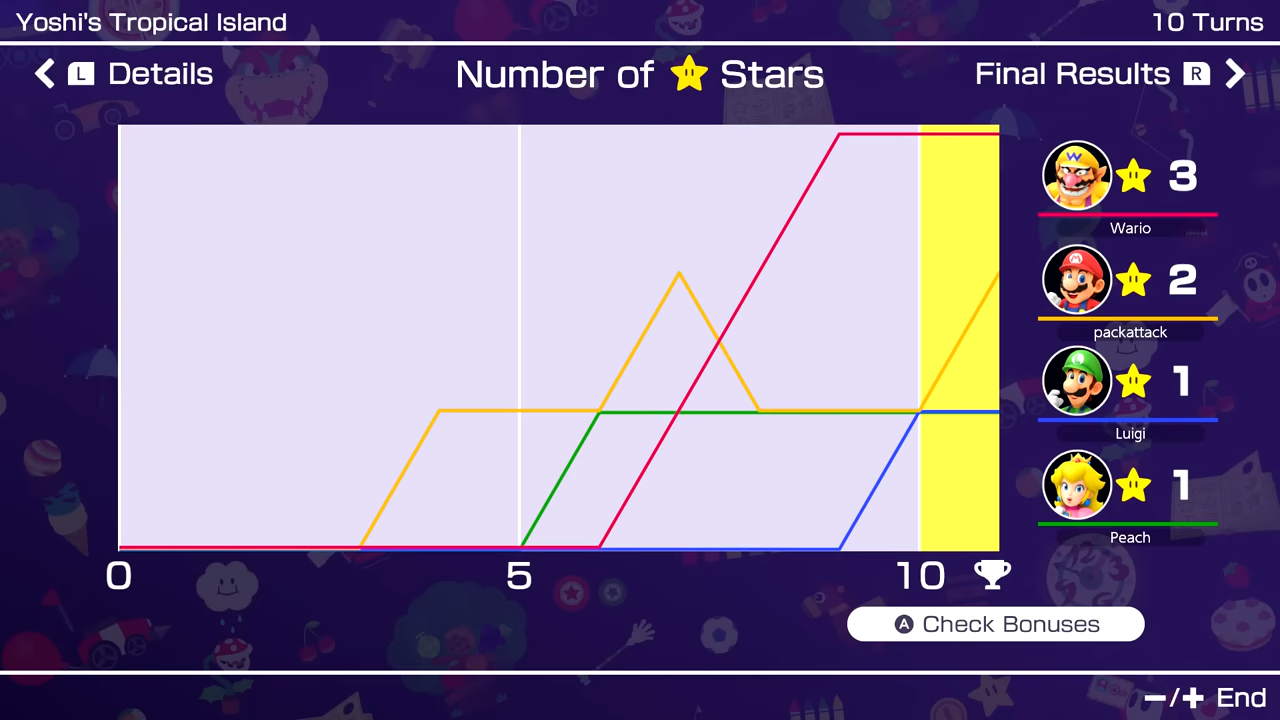 Yoshi's Tropical Island
10 Turns
L Details
Number of Stars
Final Results R
3
Wario
2
packattack
1
Luigi
1
Peach
0 5 10
A Check Bonuses
−/+ End